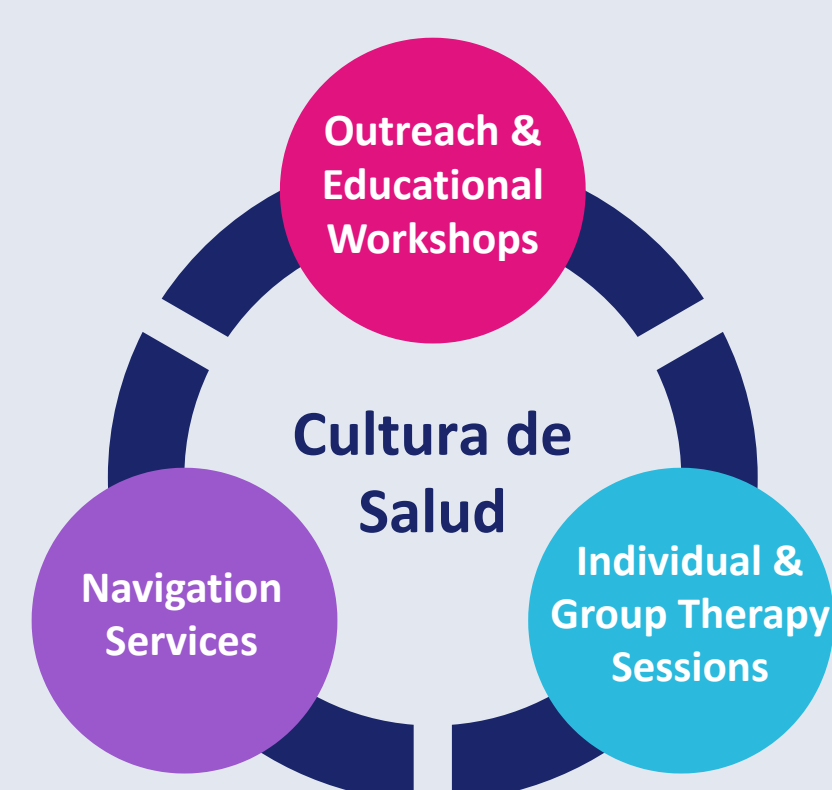 Outreach &
Educational
Workshops
Cultura de
Salud
Navigation
Services
Individual &
Group Therapy
Sessions